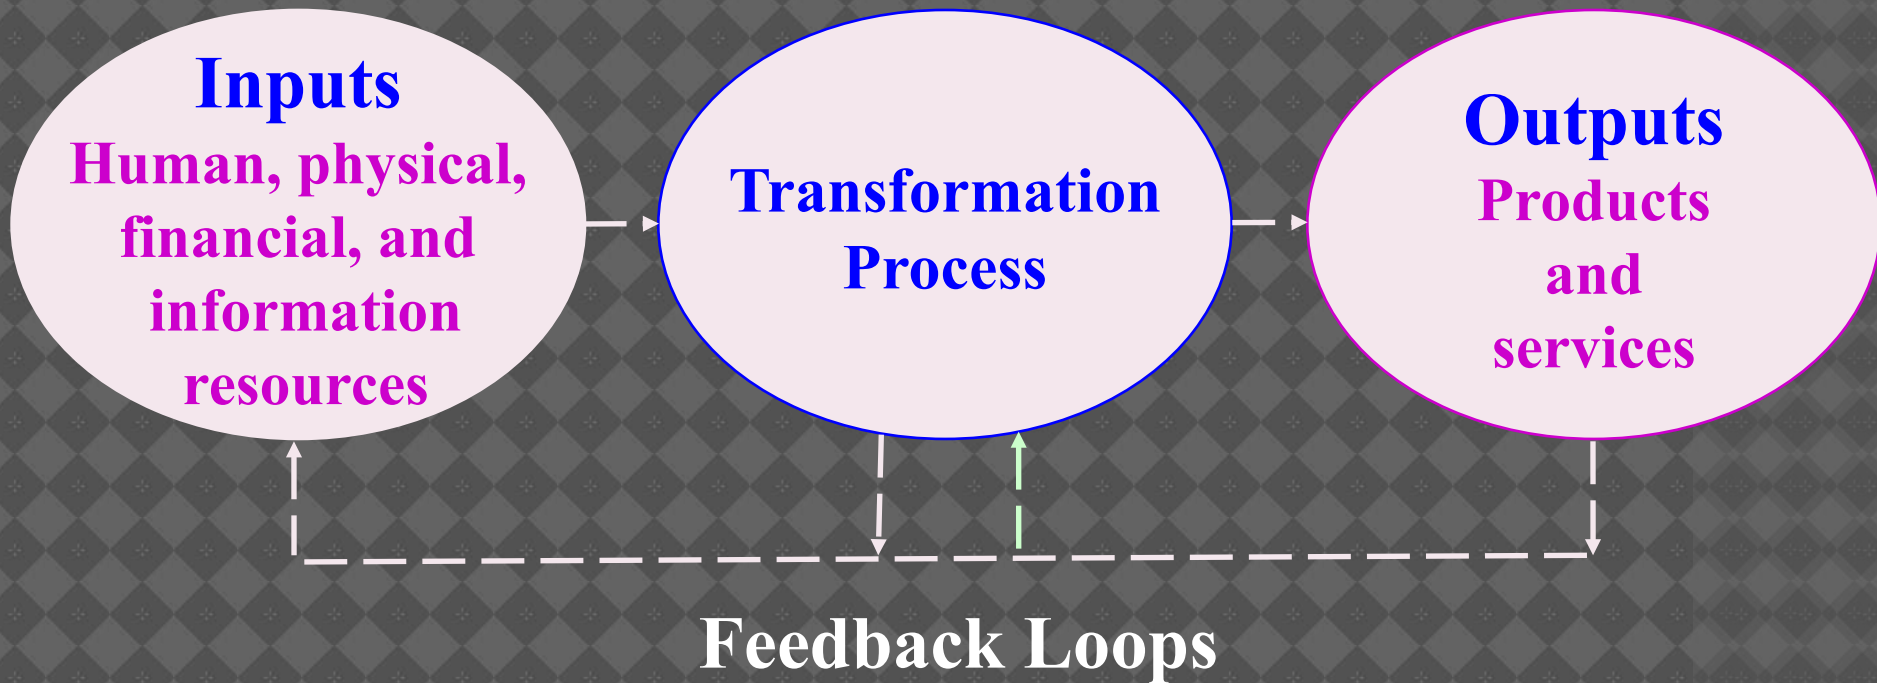 Inputs
Human, physical,
financial, and
information
resources
Transformation
Process
Outputs
Products
and
services
Feedback Loops